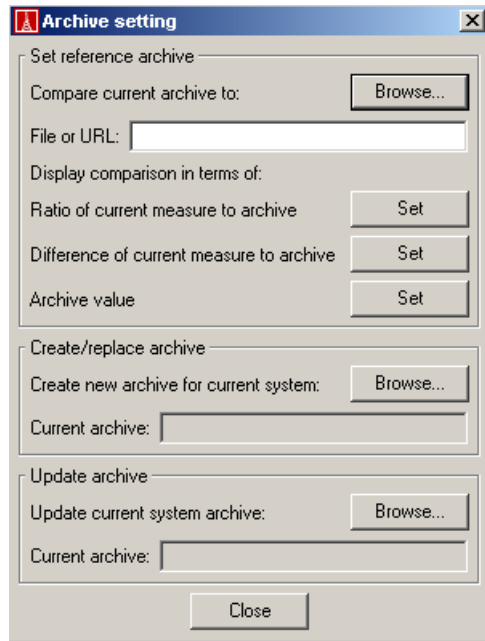 Archive setting
Set reference archive
Compare current archive to: Browse...
File or URL:
Display comparison in terms of:
Ratio of current measure to archive Set
Difference of current measure to archive Set
Archive value Set
Create/replace archive
Create new archive for current system: Browse...
Current archive:
Update archive
Update current system archive: Browse...
Current archive:
Close